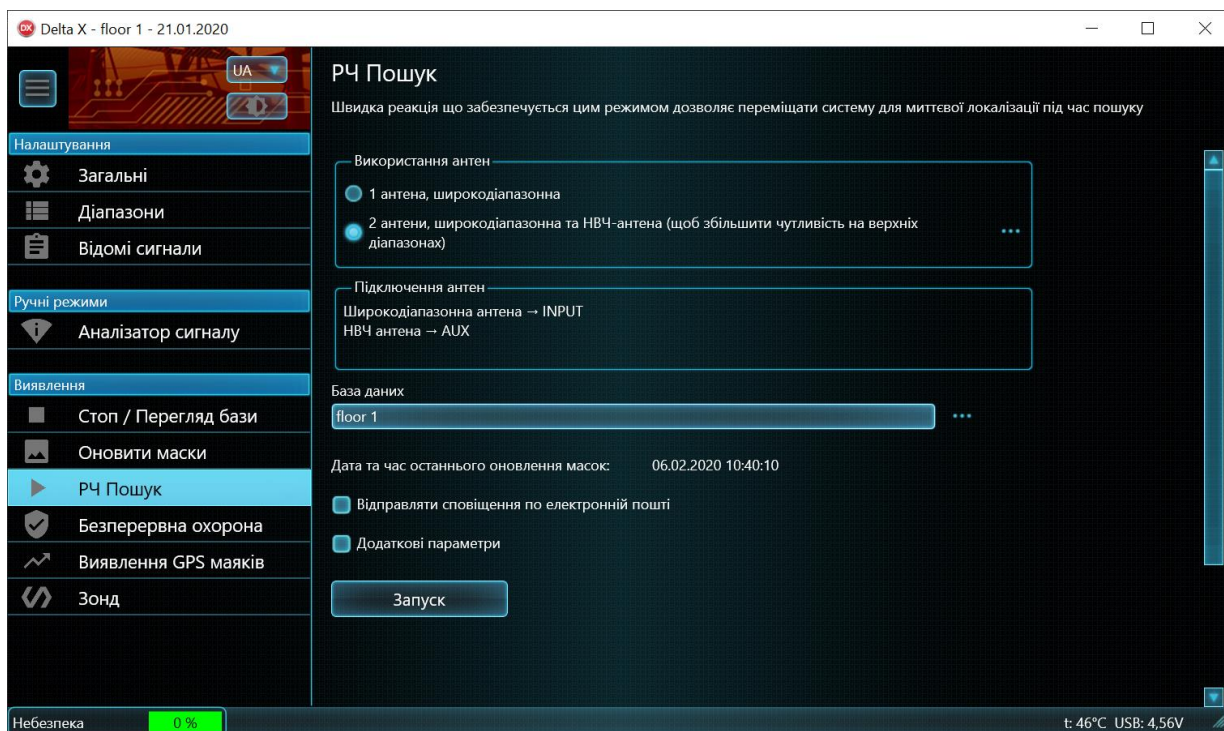 Delta X - floor 1 - 21.01.2020
UA
Налаштування
Загальні
Діапазони
Відомі сигнали
Ручні режими
Аналізатор сигналу
Виявлення
Стоп / Перегляд бази
Оновити маски
РЧ Пошук
Безперервна охорона
Виявлення GPS маяків
Зонд
РЧ Пошук
Швидка реакція що забезпечується цим режимом дозволяє переміщати систему для миттєвої локалізації під час пошуку
Використання антен
1 антена, широкодіапазонна
2 антени, широкодіапазонна та НВЧ-антена (щоб збільшити чутливість на верхніх
діапазонах)
Підключення антен
Широкодіапазонна антена → INPUT
НВЧ антена → AUX
База даних
floor 1
Дата та час останнього оновлення масок: 06.02.2020 10:40:10
Відправляти сповіщення по електронній пошті
Додаткові параметри
Запуск
Небезпека 0 %
t: 46°C USB: 4,56V